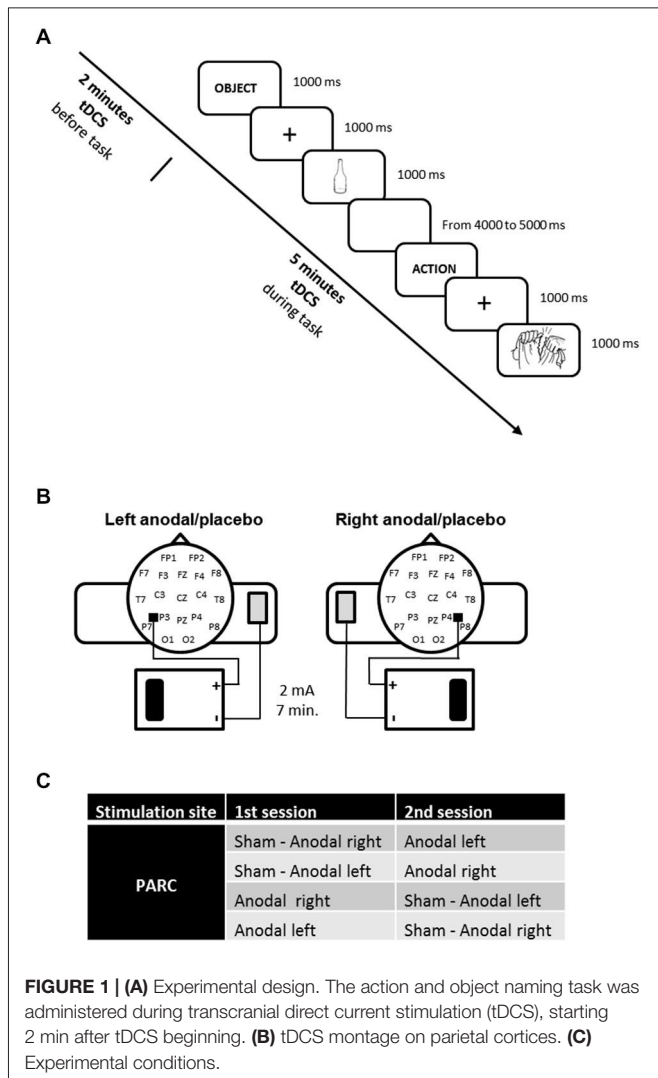 A
2 minutes
tDCS
before task
OBJECT
1000 ms
+
1000 ms
1000 ms
From 4000 to 5000 ms
5 minutes
tDCS
during task
ACTION
+
1000 ms
1000 ms
B
Left anodal/placebo
Right anodal/placebo
FP1 FP2
F7 F3 FZ F4 F8
T7 C3 CZ C4 T8
P7 P3 PZ P4 P8
O1 O2
FP1 FP2
F7 F3 FZ F4 F8
T7 C3 CZ C4 T8
P7 P3 PZ P4 P8
O1 O2
+
-
2 mA
7 min.
+
-
C
Stimulation site 1st session 2nd session
Sham - Anodal right Anodal left
Sham - Anodal left Anodal right
PARC
Anodal right Sham - Anodal left
Anodal left Sham - Anodal right
FIGURE 1 | (A) Experimental design. The action and object naming task was
administered during transcranial direct current stimulation (tDCS), starting
2 min after tDCS beginning. (B) tDCS montage on parietal cortices. (C)
Experimental conditions.